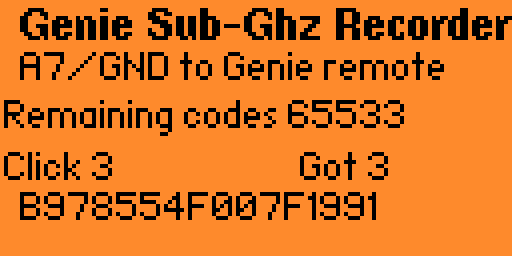 Genie Sub-Ghz Recorder
A7/GND to Genie remote
Remaining codes 65533
Click 3 Got 3
B978554F007F1991